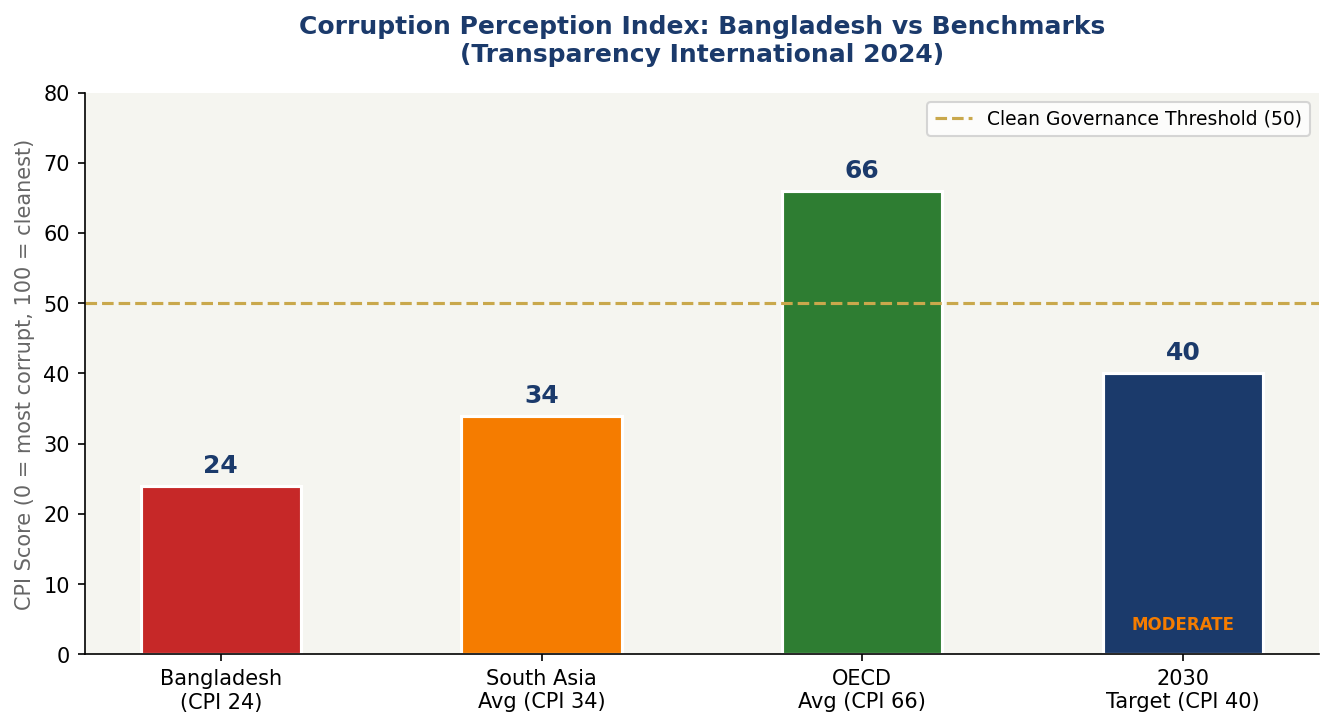 Corruption Perception Index: Bangladesh vs Benchmarks
(Transparency International 2024)
CPI Score (0 = most corrupt, 100 = cleanest)
80
70
60
50
40
30
20
10
0
Clean Governance Threshold (50)
24
34
66
40
MODERATE
Bangladesh
(CPI 24)
South Asia
Avg (CPI 34)
OECD
Avg (CPI 66)
2030
Target (CPI 40)